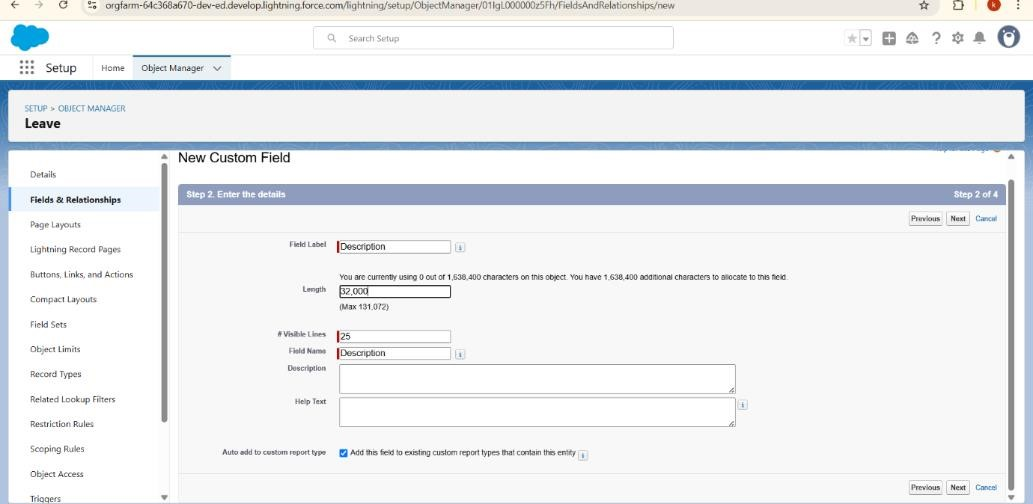 orgfarm-64c368a670-dev-ed.develop.lightning.force.com/lightning/setup/ObjectManager/01IgL000000z5Fh/FieldsAndRelationships/new
k
Search Setup
Setup
Home
Object Manager
SETUP > OBJECT MANAGER
Leave
Details
Fields & Relationships
Page Layouts
Lightning Record Pages
Buttons, Links, and Actions
Compact Layouts
Field Sets
Object Limits
Record Types
Related Lookup Filters
Restriction Rules
Scoping Rules
Object Access
Triggers
New Custom Field
Step 2. Enter the details Step 2 of 4
Previous Next Cancel
Field Label Description
You are currently using 0 out of 1,638,400 characters on this object. You have 1,638,400 additional characters to allocate to this field.
Length 32,000
(Max 131,072)
# Visible Lines 25
Field Name Description
Description
Help Text
Auto add to custom report type Add this field to existing custom report types that contain this entity
Previous Next Cancel